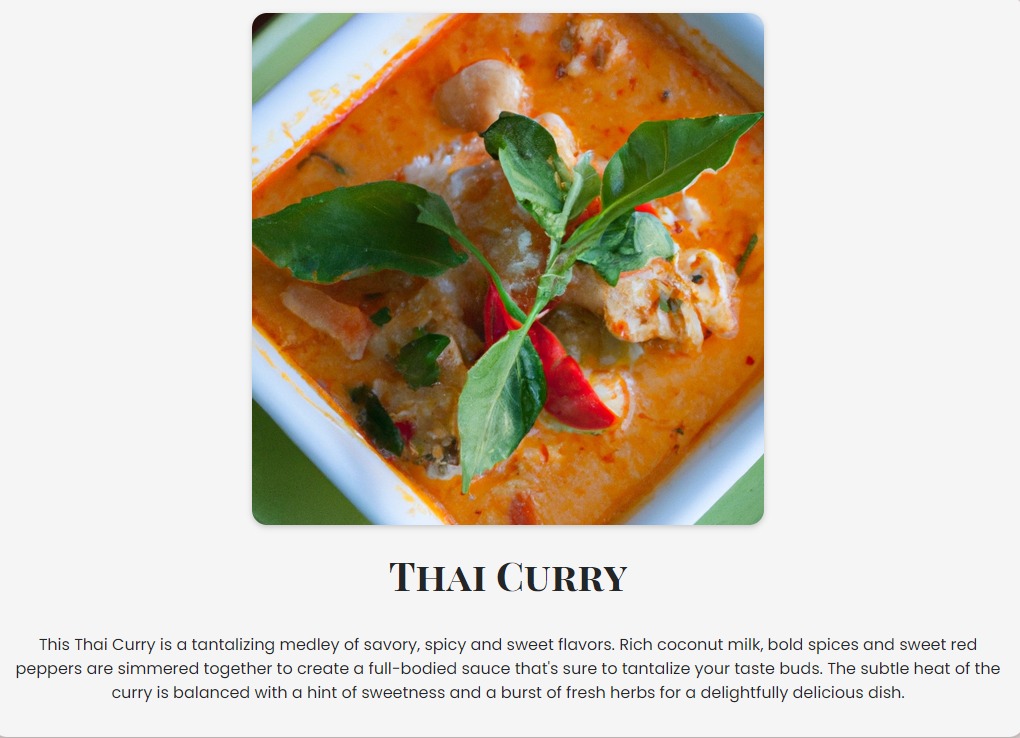 Thai Curry
This Thai Curry is a tantalizing medley of savory, spicy and sweet flavors. Rich coconut milk, bold spices and sweet red
peppers are simmered together to create a full-bodied sauce that's sure to tantalize your taste buds. The subtle heat of the
curry is balanced with a hint of sweetness and a burst of fresh herbs for a delightfully delicious dish.